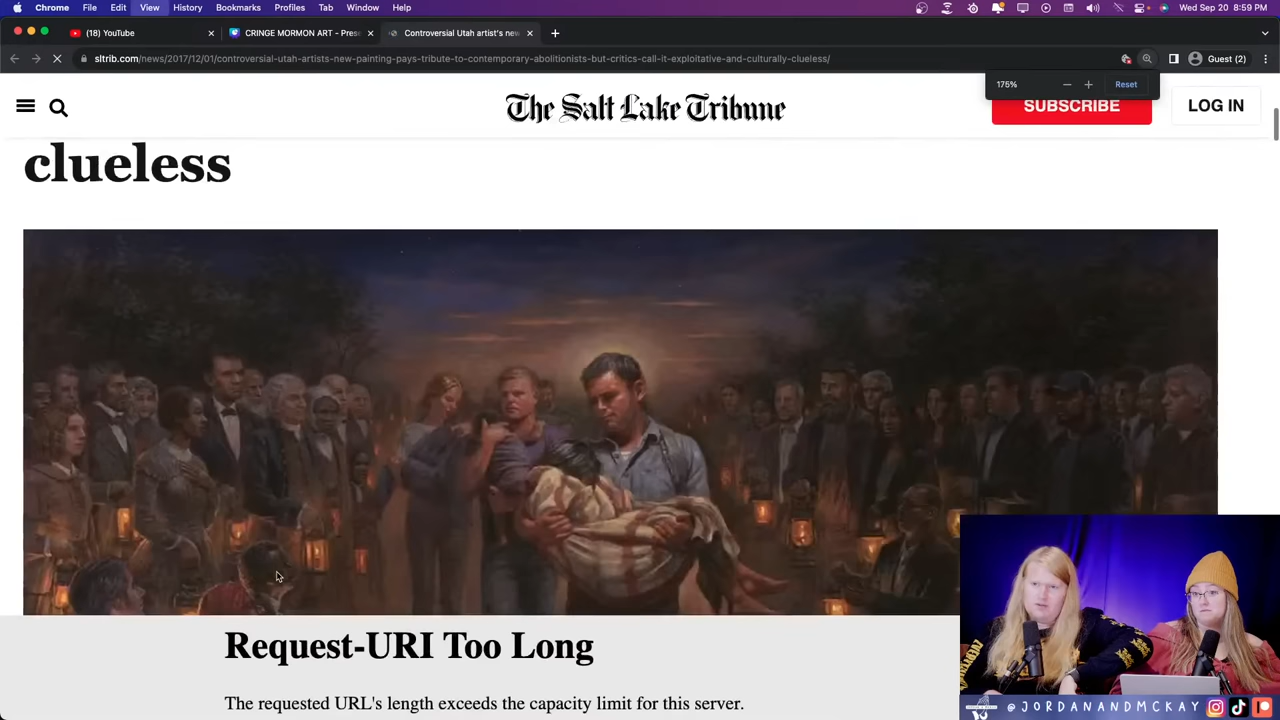 Chrome File Edit View History Bookmarks Profiles Tab Window Help Wed Sep 20 8:59 PM
(18) YouTube CRINGE MORMON ART - Prese Controversial Utah artist's new
sltrib.com/news/2017/12/01/controversial-utah-artists-new-painting-pays-tribute-to-contemporary-abolitionists-but-critics-call-it-exploitative-and-culturally-clueless/ Guest (2)
175% Reset
The Salt Lake Tribune SUBSCRIBE LOG IN
clueless
Request-URI Too Long
The requested URL's length exceeds the capacity limit for this server.
@JORDANANDMCKAY